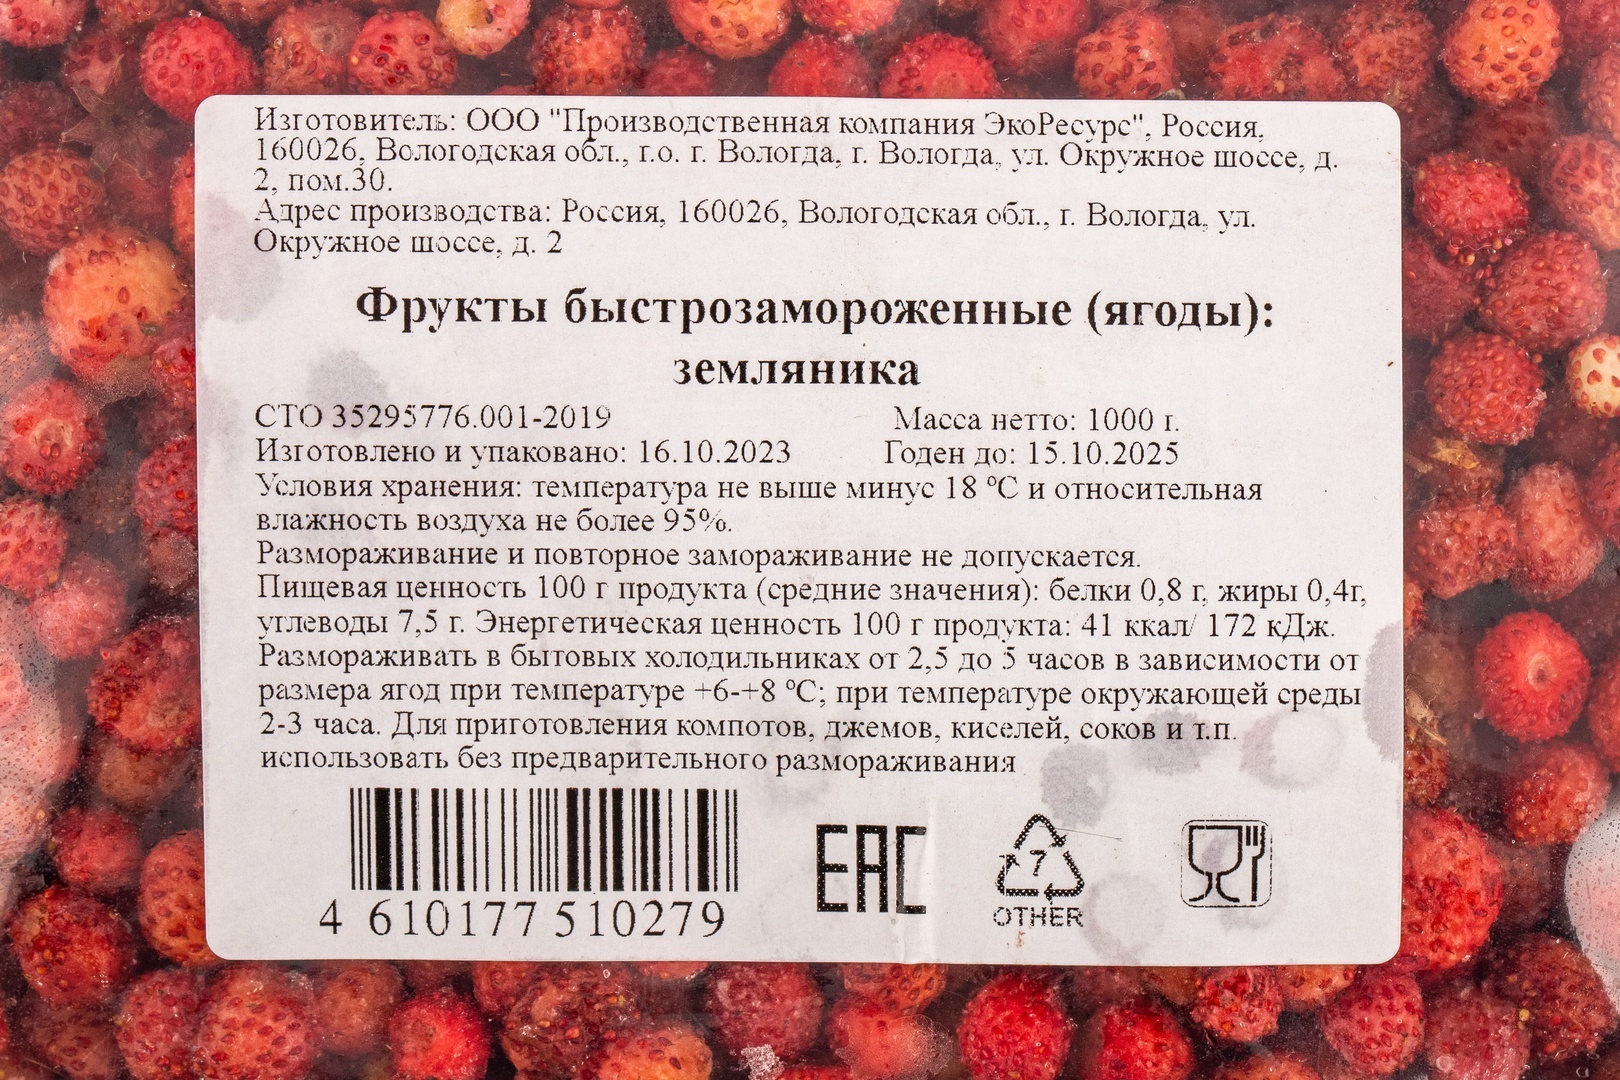 Изготовитель: ООО "Производственная компания ЭкоРесурс", Россия,
160026, Вологодская обл., г.о. г. Вологда, г. Вологда, ул. Окружное шоссе, д.
2, пом.30.
Адрес производства: Россия, 160026, Вологодская обл., г. Вологда, ул.
Окружное шоссе, д. 2
Фрукты быстрозамороженные (ягоды):
земляника
СТО 35295776.001-2019 Масса нетто: 1000 г.
Изготовлено и упаковано: 16.10.2023 Годен до: 15.10.2025
Условия хранения: температура не выше минус 18 °С и относительная
влажность воздуха не более 95%.
Размораживание и повторное замораживание не допускается.
Пищевая ценность 100 г продукта (средние значения): белки 0,8 г, жиры 0,4г,
углеводы 7,5 г. Энергетическая ценность 100 г продукта: 41 ккал/ 172 кДж.
Размораживать в бытовых холодильниках от 2,5 до 5 часов в зависимости от
размера ягод при температуре +6-+8 °С; при температуре окружающей среды
2-3 часа. Для приготовления компотов, джемов, киселей, соков и т.п.
использовать без предварительного размораживания
4 610177 510279
ЕАС
7
OTHER